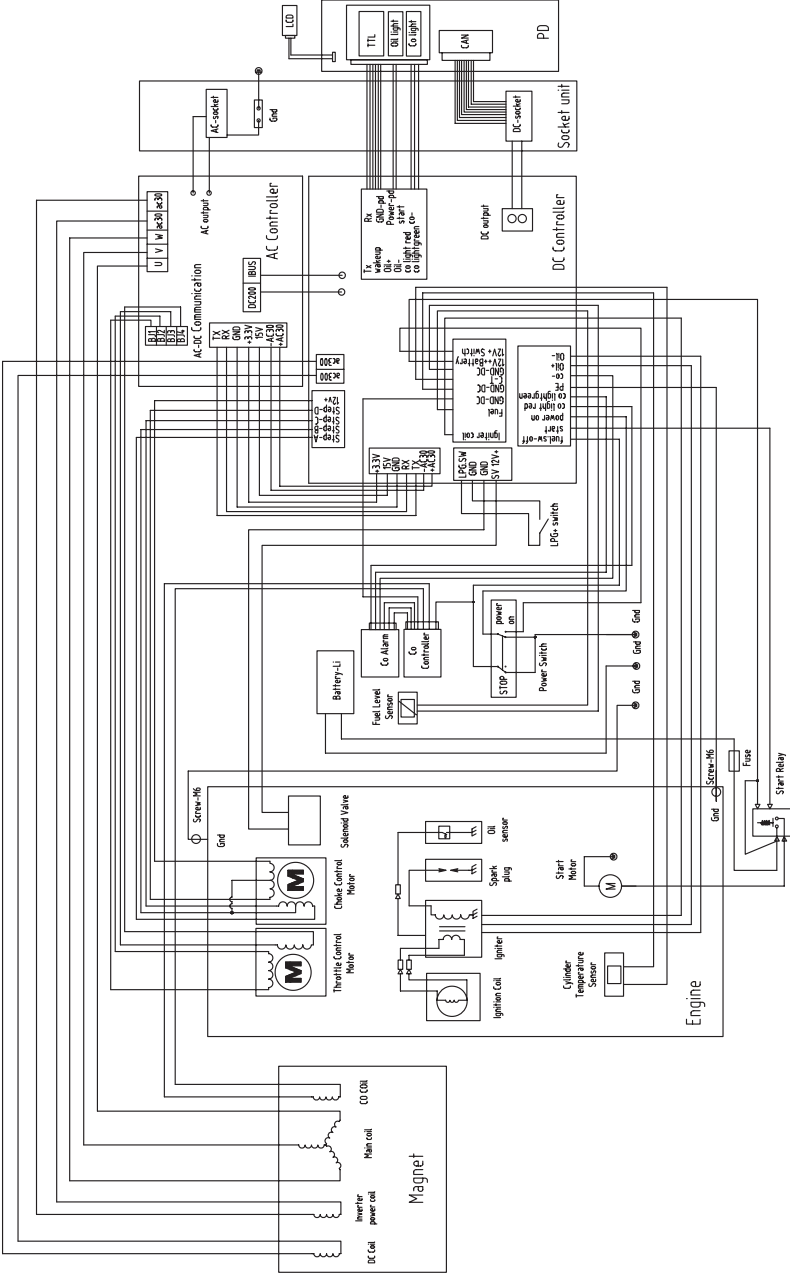 LCD
TTL
Oil light
Co light
CAN
PD
AC-socket
Gnd
DC-socket
Socket unit
U
V
W
ac30
ac30
AC output
AC Controller
BJ1
BJ2
BJ3
BJ4
AC-DC Communication
DC200
IBUS
TX
RX
GND
+3.3V
15V
-AC30
+AC30
ac300
ac300
Rx
GND-pd
Power-pd
start
co-
Tx
wakeup
Oil+
Oil-
co light red
co lightgreen
DC output
DC Controller
Step-A
Step-B
Step-C
Step-D
12v+
+3.3V
15V
GND
RX
TX
-AC30
+AC30
Igniter coil
Fuel
GND-DC
GND-DC
C-T
GND-DC
12V++Battery
12V+ Switch
LPG.SW
GND
GND
SV 12V+
fuel.sw-off
start
power on
co light red
co lightgreen
PE
co-
Oil+
Oil-
LPG+ switch
Co Alarm
Co
Controller
power
on
STOP
Power Switch
Battery-Li
Fuel Level
Sensor
Gnd
Gnd
Gnd
Screw-M6
Gnd
Solenoid Valve
Choke Control
Motor
M
Throttle Control
Motor
M
Oil
sensor
Spark
plug
Igniter
Ignition Coil
Start
Motor
M
Cylinder
Temperature
Sensor
Engine
Screw-M6
Gnd
Fuse
Start Relay
CO COil
Main coil
Inverter
power coil
DC Coil
Magnet